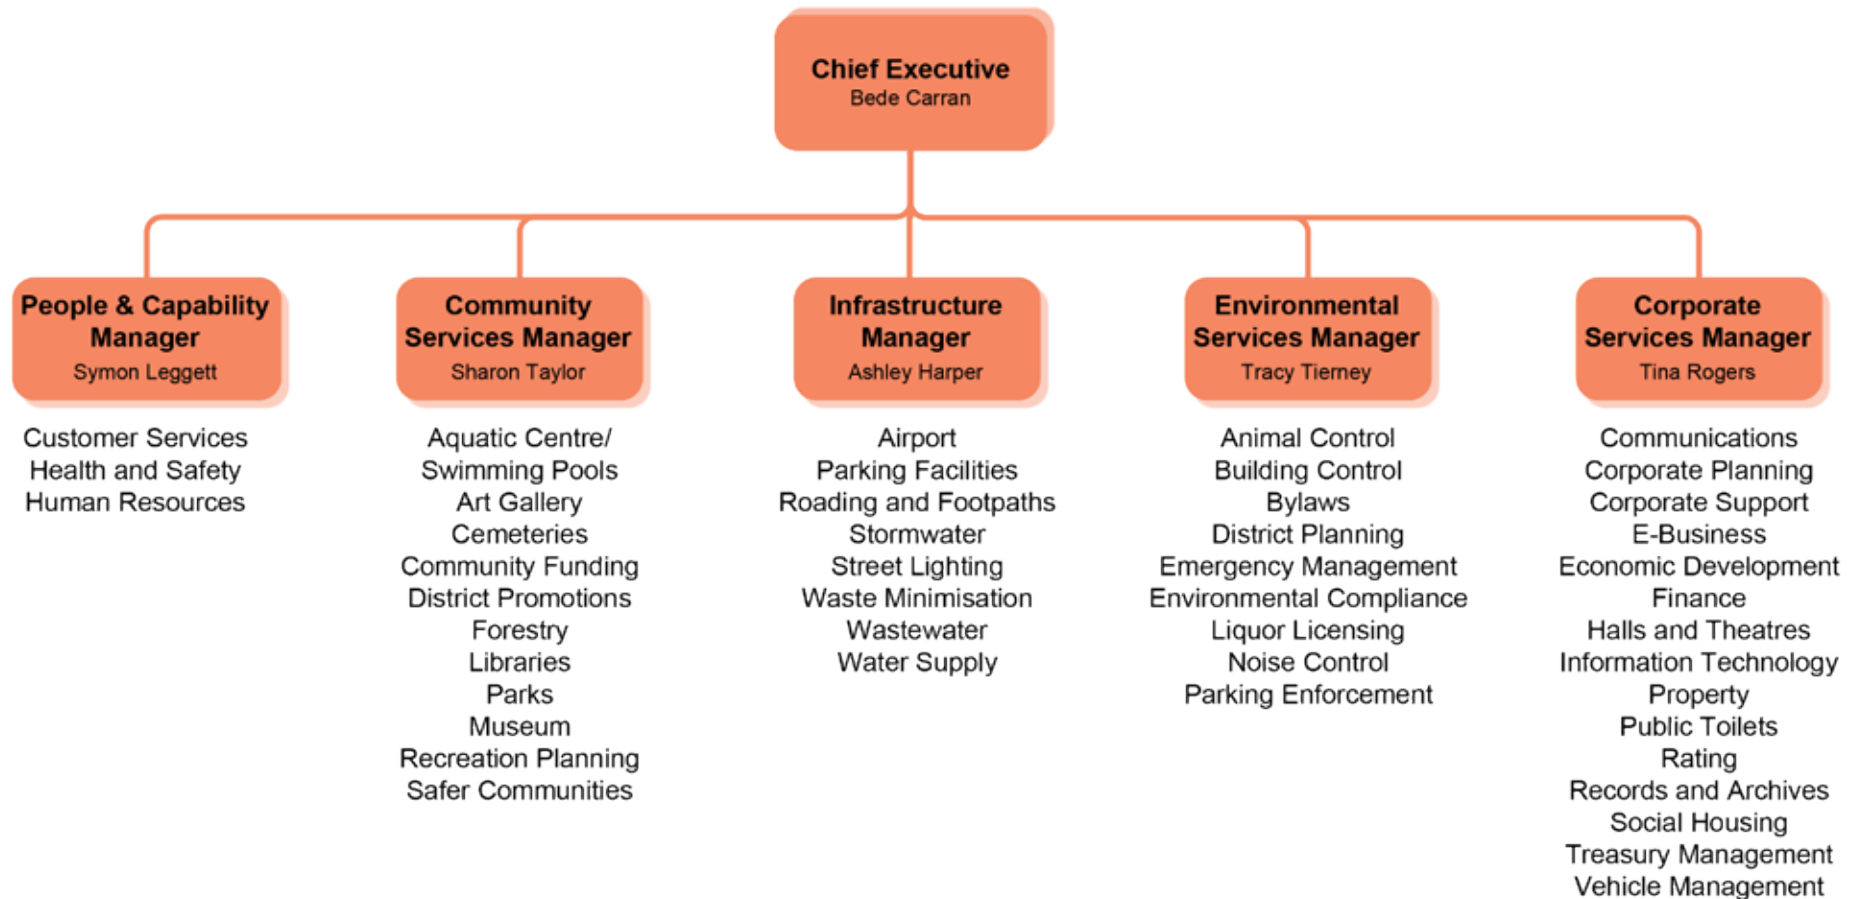 Chief Executive
Bede Carran
People & Capability
Manager
Symon Leggett
Customer Services
Health and Safety
Human Resources
Community
Services Manager
Sharon Taylor
Aquatic Centre/
Swimming Pools
Art Gallery
Cemeteries
Community Funding
District Promotions
Forestry
Libraries
Parks
Museum
Recreation Planning
Safer Communities
Infrastructure
Manager
Ashley Harper
Airport
Parking Facilities
Roading and Footpaths
Stormwater
Street Lighting
Waste Minimisation
Wastewater
Water Supply
Environmental
Services Manager
Tracy Tierney
Animal Control
Building Control
Bylaws
District Planning
Emergency Management
Environmental Compliance
Liquor Licensing
Noise Control
Parking Enforcement
Corporate
Services Manager
Tina Rogers
Communications
Corporate Planning
Corporate Support
E-Business
Economic Development
Finance
Halls and Theatres
Information Technology
Property
Public Toilets
Rating
Records and Archives
Social Housing
Treasury Management
Vehicle Management